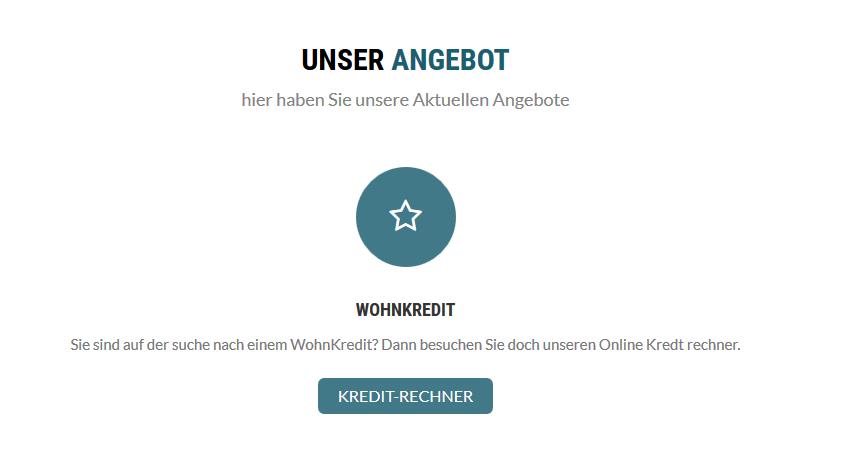 UNSER ANGEBOT
hier haben Sie unsere Aktuellen Angebote
WOHNKREDIT
Sie sind auf der suche nach einem WohnKredit? Dann besuchen Sie doch unseren Online Kredt rechner.
KREDIT-RECHNER